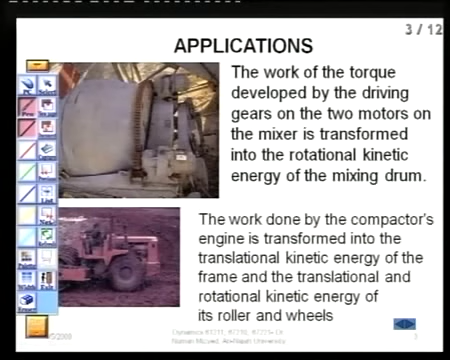 3 / 12
APPLICATIONS
The work of the torque
developed by the driving
gears on the two motors on
the mixer is transformed
into the rotational kinetic
energy of the mixing drum.
The work done by the compactor's
engine is transformed into the
translational kinetic energy of the
frame and the translational and
rotational kinetic energy of
its roller and wheels